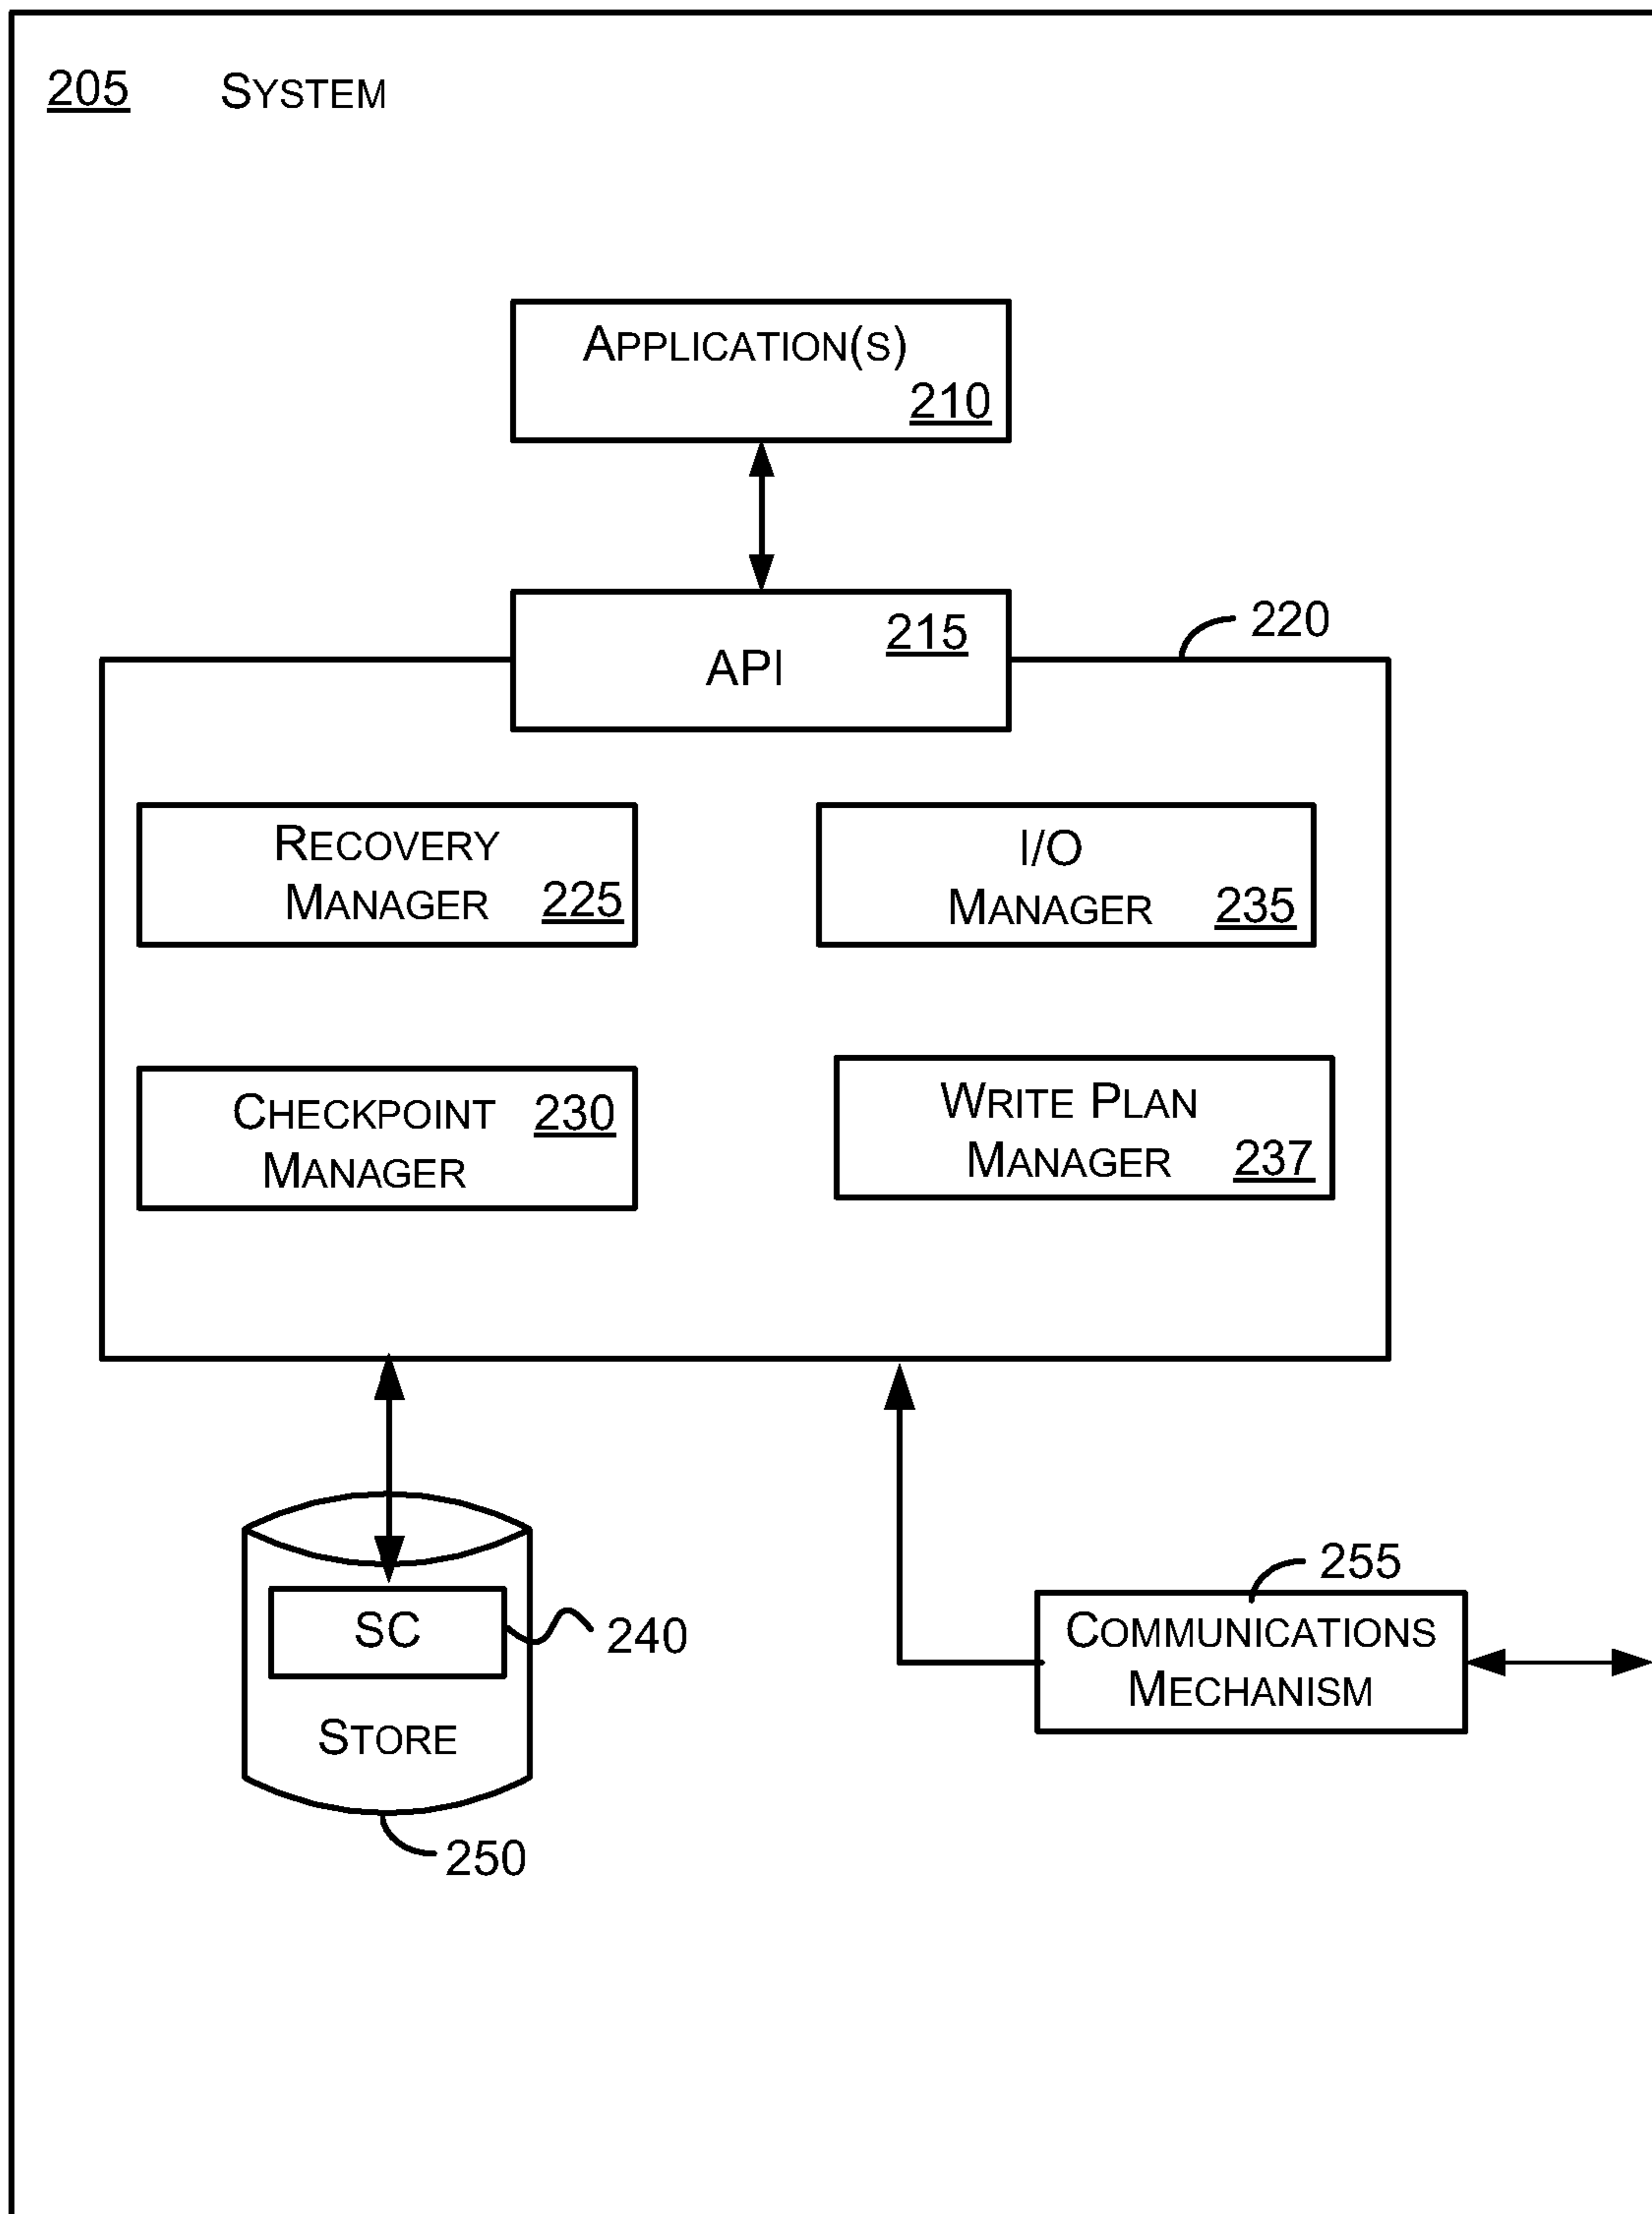 205 SYSTEM
APPLICATION(S)
210
215
API
220
RECOVERY
MANAGER 225
I/O
MANAGER 235
CHECKPOINT 230
MANAGER
WRITE PLAN
MANAGER 237
255
SC
240
COMMUNICATIONS
MECHANISM
STORE
250